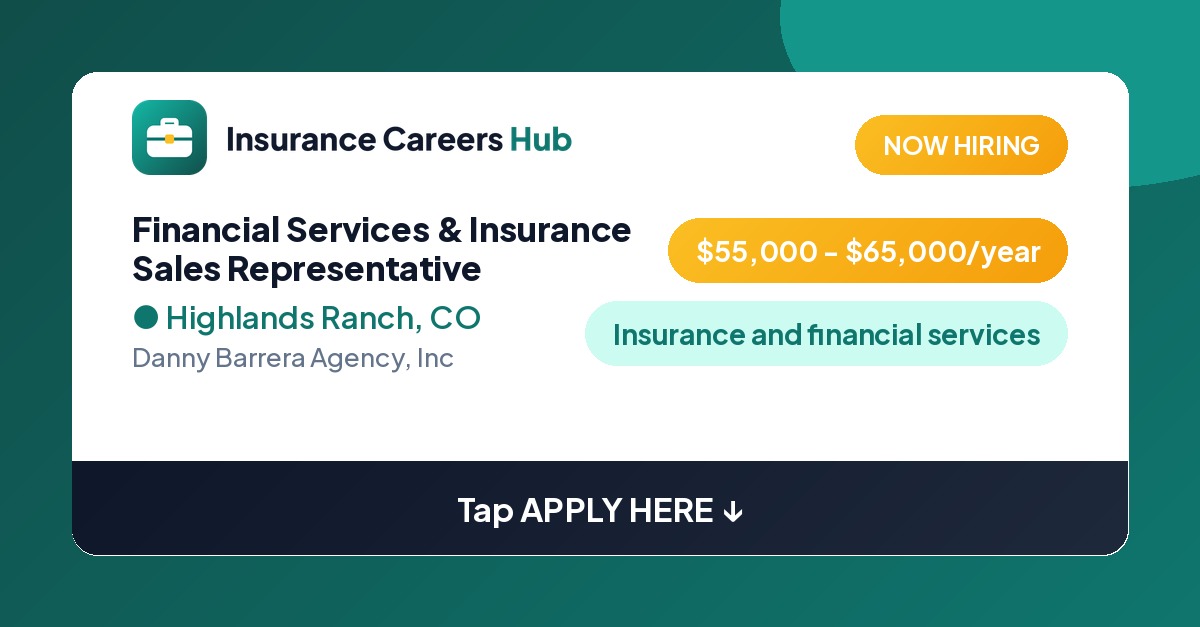 Insurance Careers Hub
NOW HIRING
Financial Services & Insurance
Sales Representative
$55,000 – $65,000/year
Highlands Ranch, CO
Insurance and financial services
Danny Barrera Agency, Inc
Tap APPLY HERE ↓